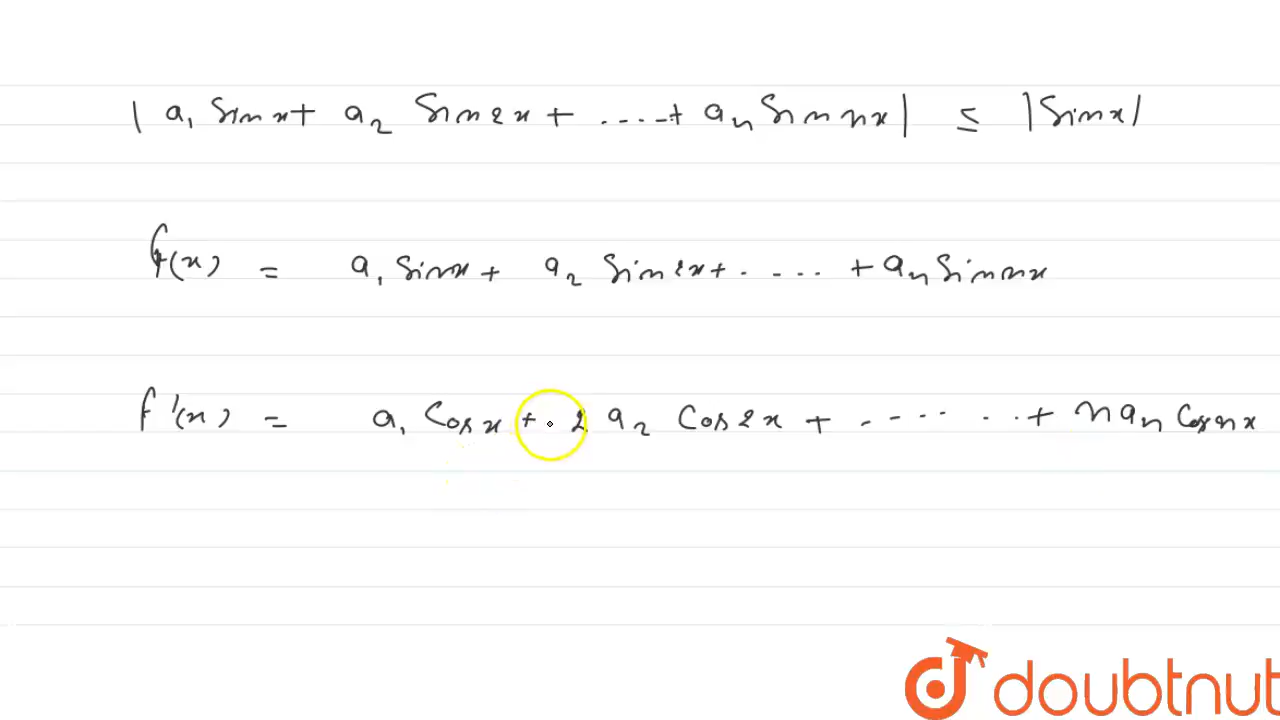 | a₁ Sin x + a₂ Sin 2x + ....+ aₙ Sin nx | ≤ |Sin x|
f(x) = a₁ Sin x + a₂ Sin 2x + ..... + aₙ Sin nx
f'(x) = a₁ Cos x + 2 a₂ Cos 2x + ....... + n aₙ Cos nx
doubtnut